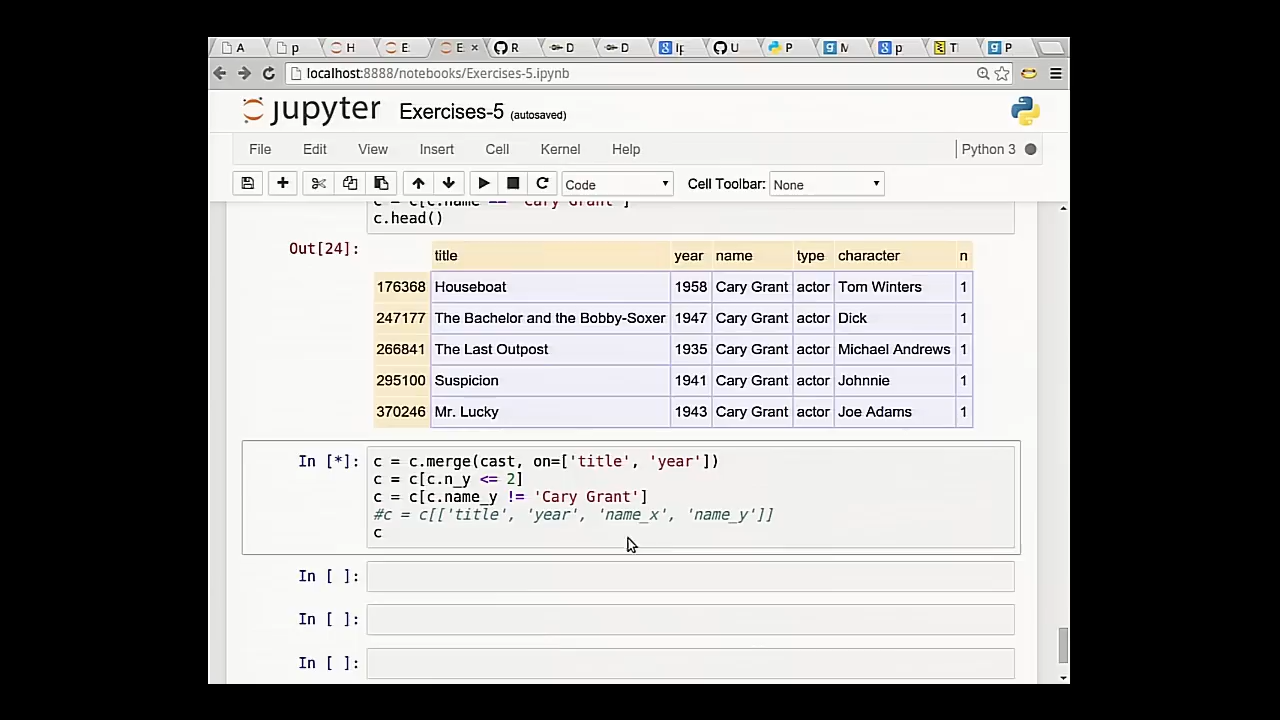 A p H E. E. R D D Ip U P M p T P
localhost:8888/notebooks/Exercises-5.ipynb
jupyter Exercises-5 (autosaved)
File Edit View Insert Cell Kernel Help Python 3
Code Cell Toolbar: None
c = c[c.name == 'Cary Grant']
c.head()
Out[24]:
title year name type character n
176368 Houseboat 1958 Cary Grant actor Tom Winters 1
247177 The Bachelor and the Bobby-Soxer 1947 Cary Grant actor Dick 1
266841 The Last Outpost 1935 Cary Grant actor Michael Andrews 1
295100 Suspicion 1941 Cary Grant actor Johnnie 1
370246 Mr. Lucky 1943 Cary Grant actor Joe Adams 1
In [*]: c = c.merge(cast, on=['title', 'year'])
c = c[c.n_y <= 2]
c = c[c.name_y != 'Cary Grant']
#c = c[['title', 'year', 'name_x', 'name_y']]
c
In [ ]:
In [ ]:
In [ ]: